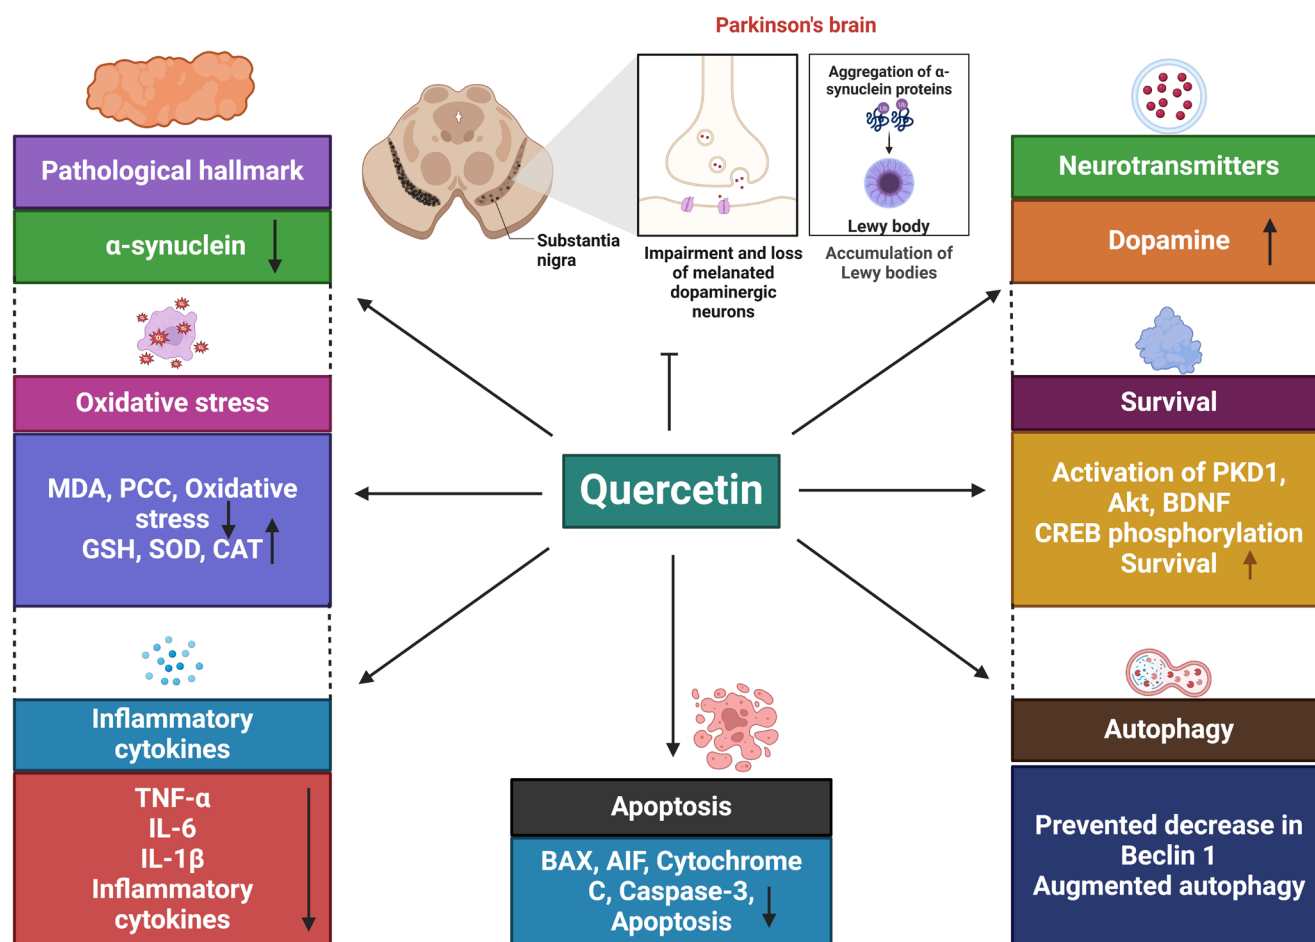 Parkinson's brain
Pathological hallmark
α-synuclein
Oxidative stress
MDA, PCC, Oxidative
stress
GSH, SOD, CAT
Inflammatory
cytokines
TNF-α
IL-6
IL-1β
Inflammatory
cytokines
Substantia
nigra
Impairment and loss
of melanated
dopaminergic
neurons
Aggregation of α-
synuclein proteins
Ub Ub
Lewy body
Accumulation of
Lewy bodies
Quercetin
Apoptosis
BAX, AIF, Cytochrome
C, Caspase-3,
Apoptosis
Neurotransmitters
Dopamine
Survival
Activation of PKD1,
Akt, BDNF
CREB phosphorylation
Survival
Autophagy
Prevented decrease in
Beclin 1
Augmented autophagy